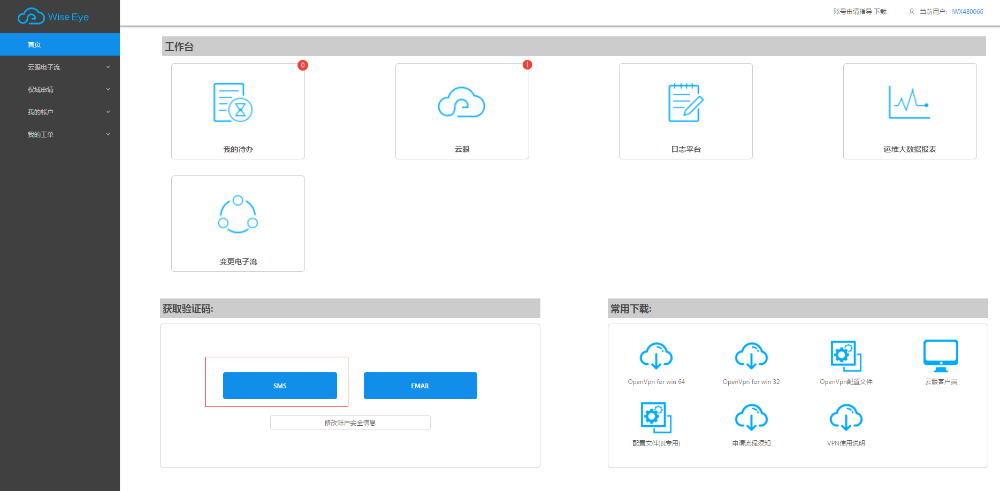 Wise Eye
账号申请指导 下载
当前用户: lWX480066
首页
云眼电子流
权域申请
我的帐户
我的工单
工作台
0
!
我的待办
云眼
日志平台
运维大数据报表
变更电子流
获取验证码:
SMS
EMAIL
修改账户安全信息
常用下载:
OpenVpn for win 64
OpenVpn for win 32
OpenVpn配置文件
云眼客户端
配置文件(BI专用)
申请流程须知
VPN使用说明